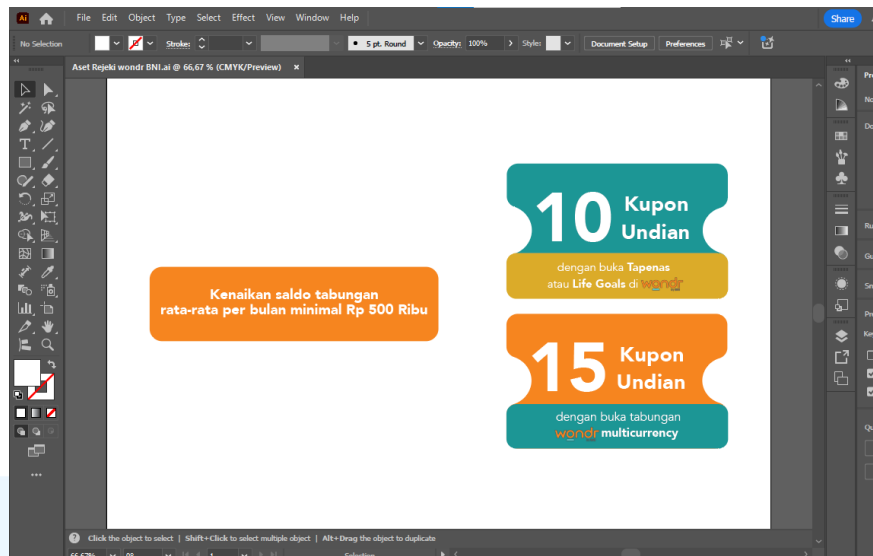 Ai File Edit Object Type Select Effect View Window Help Share
No Selection Stroke: 5 pt. Round Opacity: 100% Style: Document Setup Preferences
Aset Rejeki wondr BNI.ai @ 66,67 % (CMYK/Preview) ×
10 Kupon
Undian
dengan buka Tapenas
atau Life Goals di wondr
Kenaikan saldo tabungan
rata-rata per bulan minimal Rp 500 Ribu
15 Kupon
Undian
dengan buka tabungan
wondr multicurrency
Click the object to select | Shift+Click to select multiple object | Alt+Drag the object to duplicate
66,67% Selection